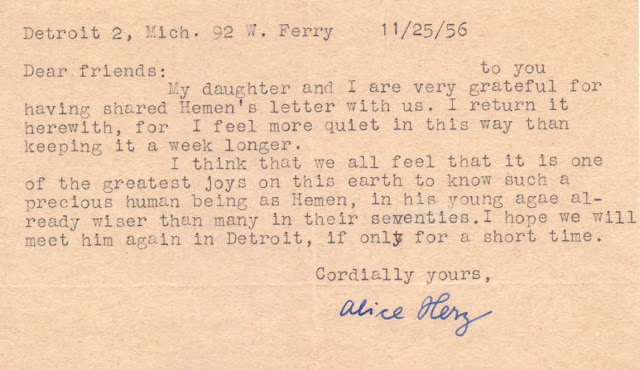 Detroit 2, Mich. 92 W. Ferry 11/25/56
Dear friends: to you
My daughter and I are very grateful for
having shared Hemen's letter with us. I return it
herewith, for I feel more quiet in this way than
keeping it a week longer.
I think that we all feel that it is one
of the greatest joys on this earth to know such a
precious human being as Hemen, in his young agae al-
ready wiser than many in their seventies.I hope we will
meet him again in Detroit, if only for a short time.
Cordially yours,
Alice Herz